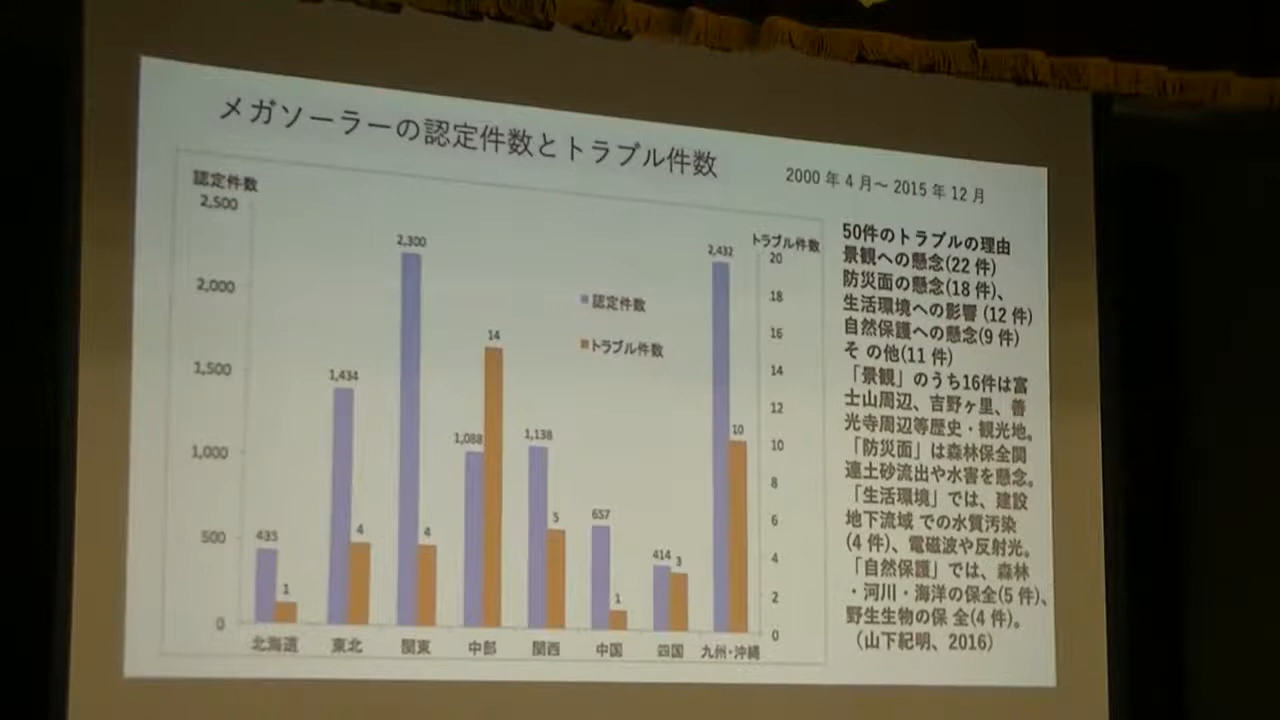 メガソーラーの認定件数とトラブル件数
2000 年 4 月～ 2015 年 12 月
認定件数
2,500
2,000
1,500
1,000
500
0
トラブル件数
20
18
16
14
12
10
8
6
4
2
0
認定件数
トラブル件数
435
1
1,434
4
2,300
4
1,088
14
1,138
5
657
1
414
3
2,432
10
北海道
東北
関東
中部
関西
中国
四国
九州・沖縄
50件のトラブルの理由
景観への懸念(22 件)
防災面の懸念(18 件)、
生活環境への影響 (12 件)
自然保護への懸念(9 件)
そ の他(11 件)
「景観」のうち16件は富
士山周辺、吉野ヶ里、善
光寺周辺等歴史・観光地。
「防災面」は森林保全関
連土砂流出や水害を懸念。
「生活環境」では、建設
地下流域 での水質汚染
(4 件)、電磁波や反射光。
「自然保護」では、森林
・河川・海洋の保全(5 件)、
野生生物の保 全(4 件)。
（山下紀明、2016）